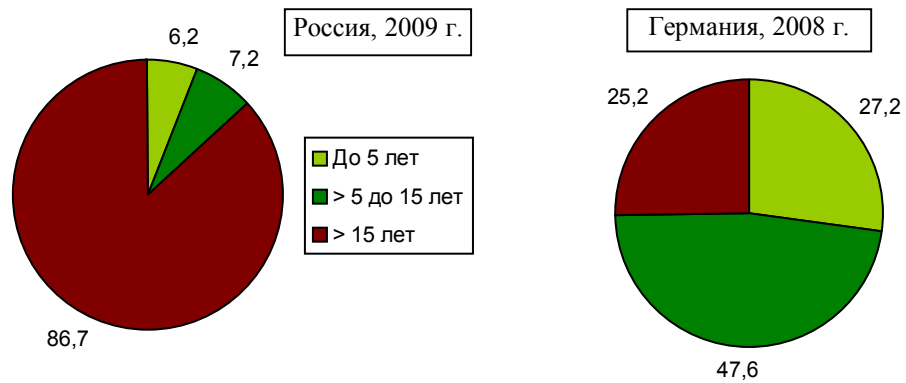 Россия, 2009 г.
6,2
7,2
86,7
До 5 лет
> 5 до 15 лет
> 15 лет
Германия, 2008 г.
25,2
27,2
47,6